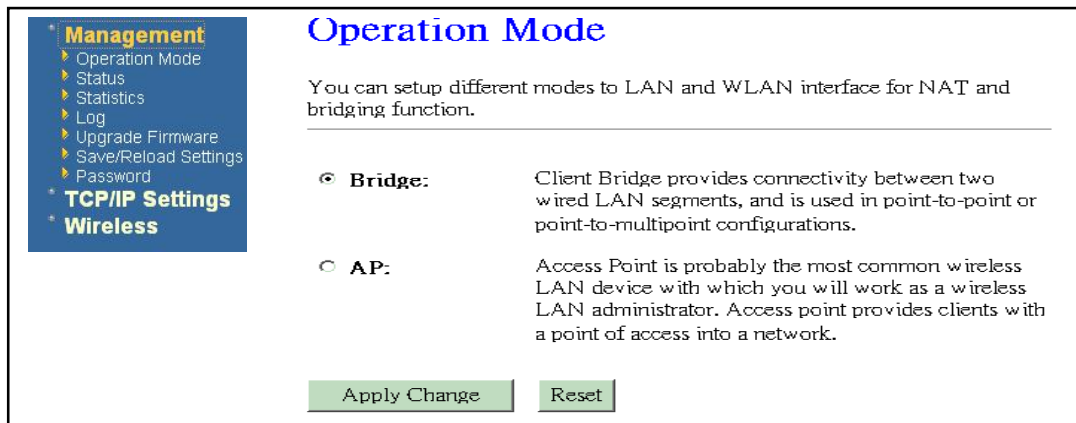 Management
Operation Mode
Status
Statistics
Log
Upgrade Firmware
Save/Reload Settings
Password
TCP/IP Settings
Wireless
Operation Mode
You can setup different modes to LAN and WLAN interface for NAT and
bridging function.
Bridge:
Client Bridge provides connectivity between two
wired LAN segments, and is used in point-to-point or
point-to-multipoint configurations.
AP:
Access Point is probably the most common wireless
LAN device with which you will work as a wireless
LAN administrator. Access point provides clients with
a point of access into a network.
Apply Change
Reset